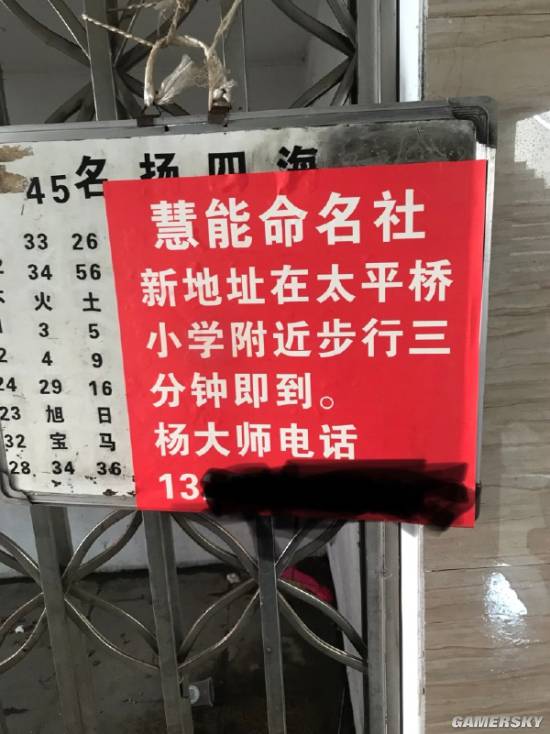 45名扬四海
33 26
34 56
火 土
3 5
4 9
24 29 16
23 旭 日
32 宝 马
28 34 36
慧能命名社
新地址在太平桥
小学附近步行三
分钟即到。
杨大师电话
13
GAMERSKY